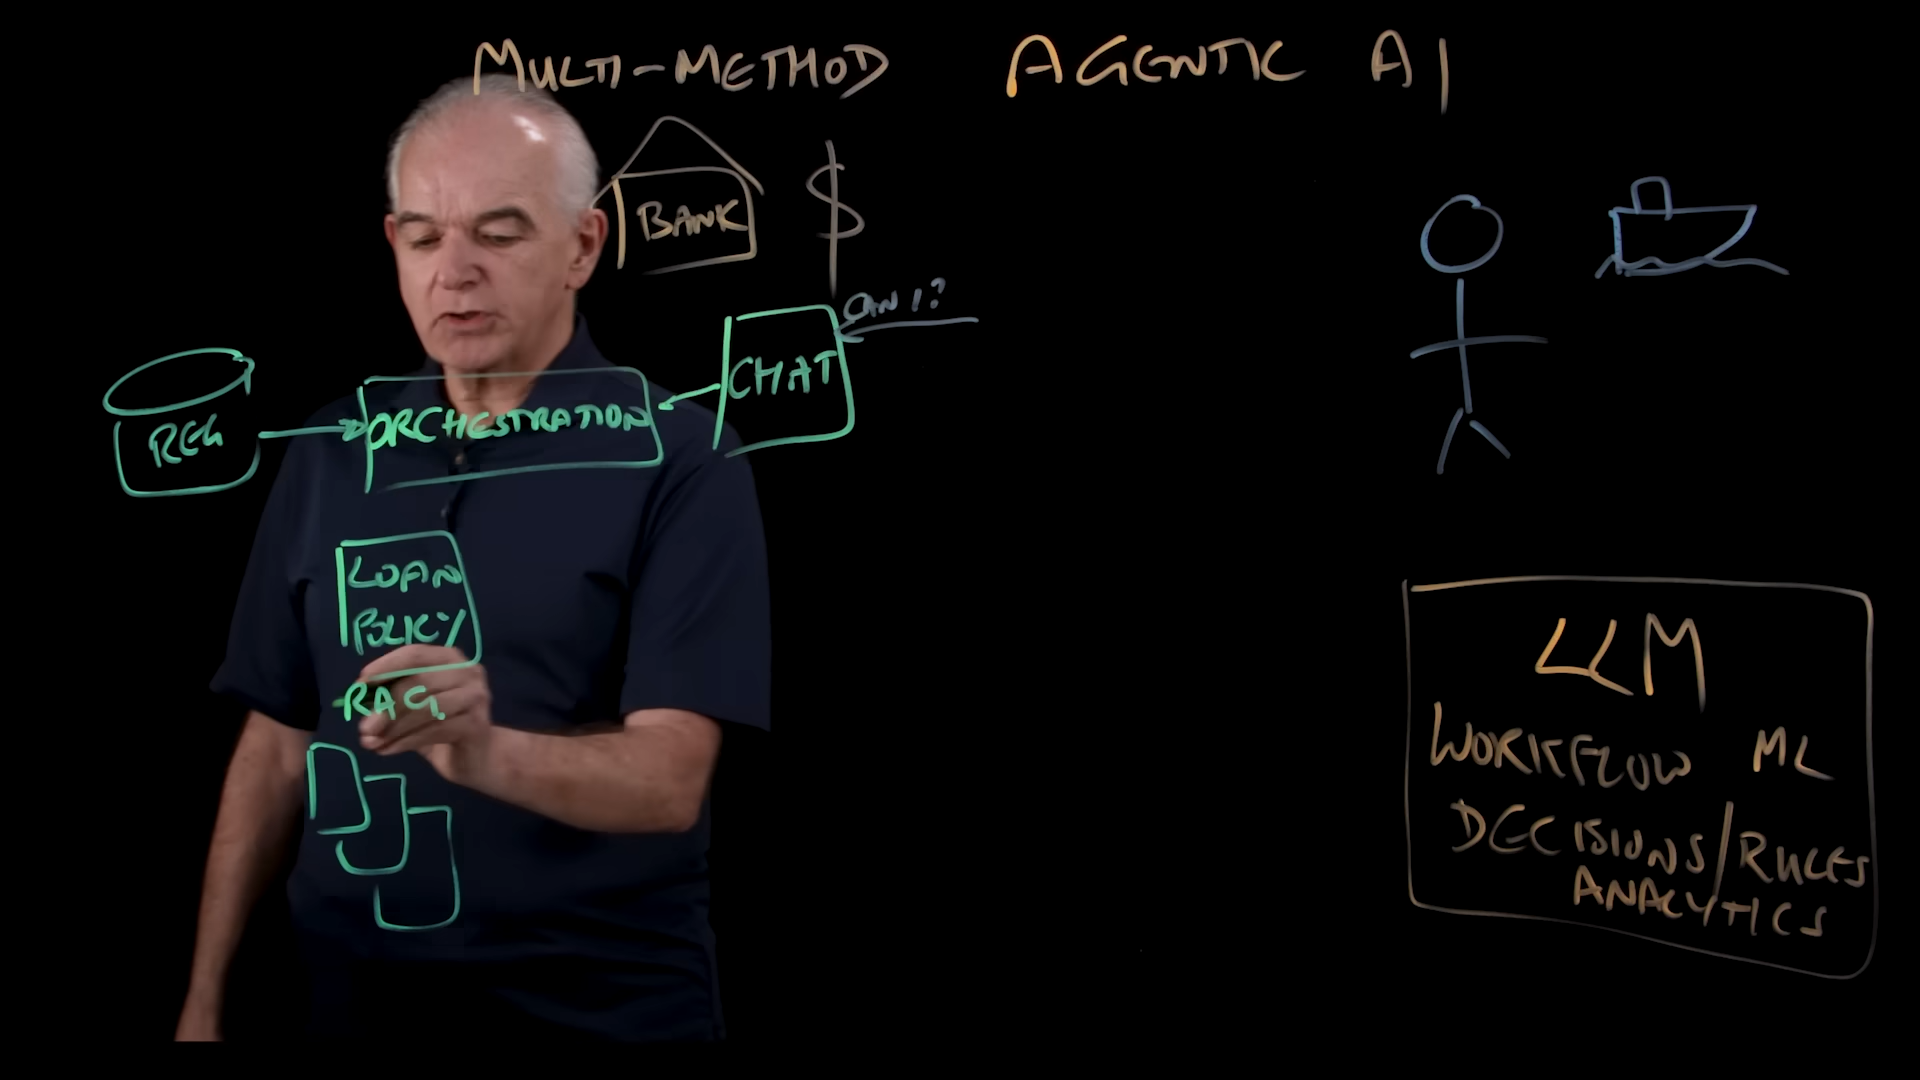 MULTI-METHOD AGENTIC AI
BANK $
CAN I?
CHAT
ORCHESTRATION
REG
LOAN
POLICY
RAG
LLM
WORKFLOW ML
DECISIONS/RULES
ANALYTICS